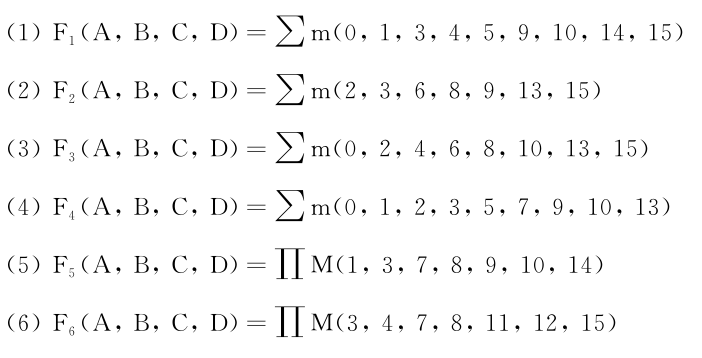 (1) F₁(A, B, C, D)=∑m(0, 1, 3, 4, 5, 9, 10, 14, 15)
(2) F₂(A, B, C, D)=∑m(2, 3, 6, 8, 9, 13, 15)
(3) F₃(A, B, C, D)=∑m(0, 2, 4, 6, 8, 10, 13, 15)
(4) F₄(A, B, C, D)=∑m(0, 1, 2, 3, 5, 7, 9, 10, 13)
(5) F₅(A, B, C, D)=∏M(1, 3, 7, 8, 9, 10, 14)
(6) F₆(A, B, C, D)=∏M(3, 4, 7, 8, 11, 12, 15)